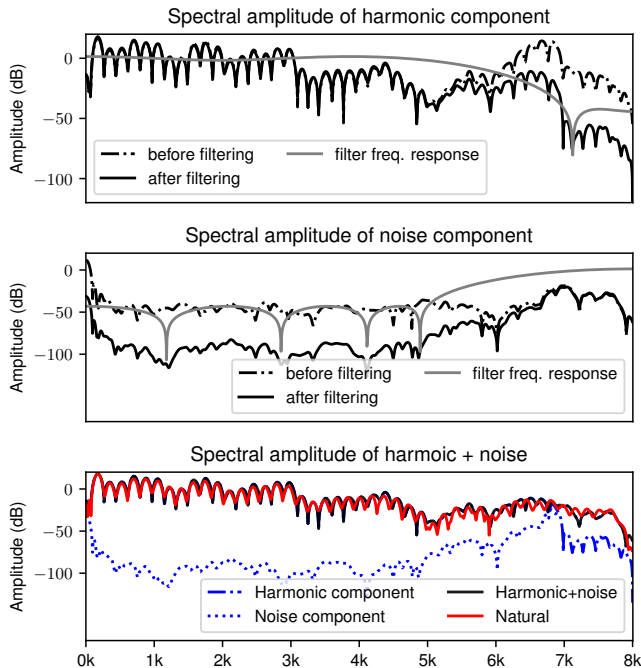 Spectral amplitude of harmonic component
Amplitude (dB)
0
−50
−100
before filtering
after filtering
filter freq. response
Spectral amplitude of noise component
Amplitude (dB)
0
−50
−100
before filtering
after filtering
filter freq. response
Spectral amplitude of harmoic + noise
Amplitude (dB)
0
−50
−100
Harmonic component
Noise component
Harmonic+noise
Natural
0k 1k 2k 3k 4k 5k 6k 7k 8k